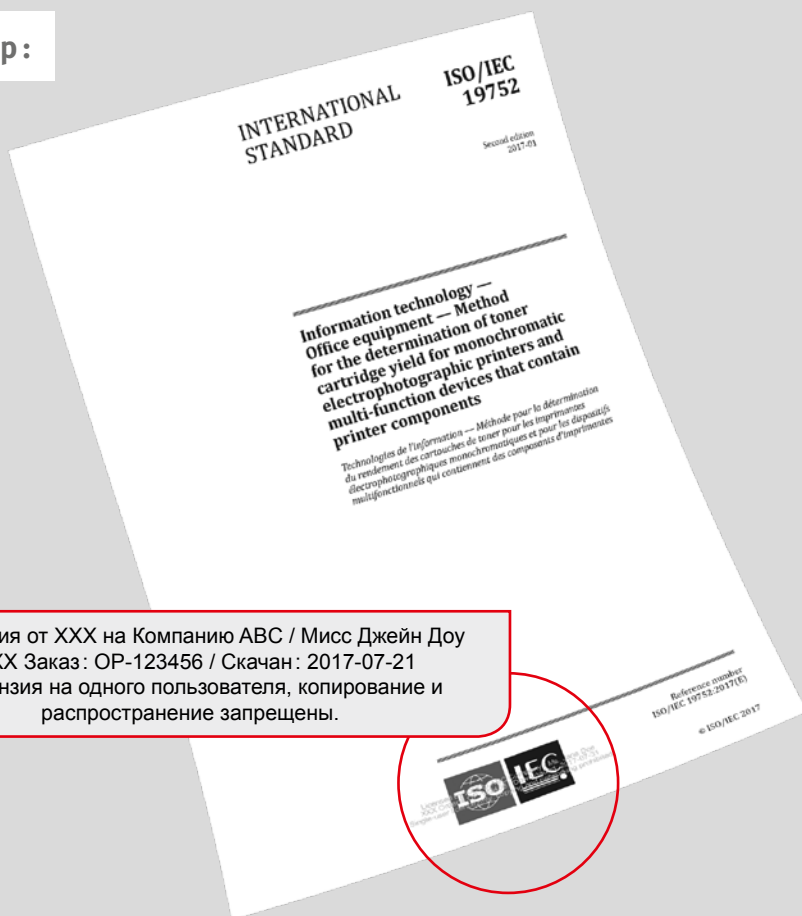 р:
INTERNATIONAL
STANDARD
ISO/IEC
19752
Second edition
2017-01
Information technology —
Office equipment — Method
for the determination of toner
cartridge yield for monochromatic
electrophotographic printers and
multi-function devices that contain
printer components
Technologies de l'information — Méthode pour la détermination
du rendement des cartouches de toner pour les imprimantes
électrophotographiques monochromatiques et pour les dispositifs
multifonctionnels qui contiennent des composants d'imprimantes
ия от XXX на Компанию ABC / Мисс Джейн Доу
XX Заказ: OP-123456 / Скачан: 2017-07-21
нзия на одного пользователя, копирование и
распространение запрещены.
Reference number
ISO/IEC 19752:2017(E)
© ISO/IEC 2017
ISO IEC